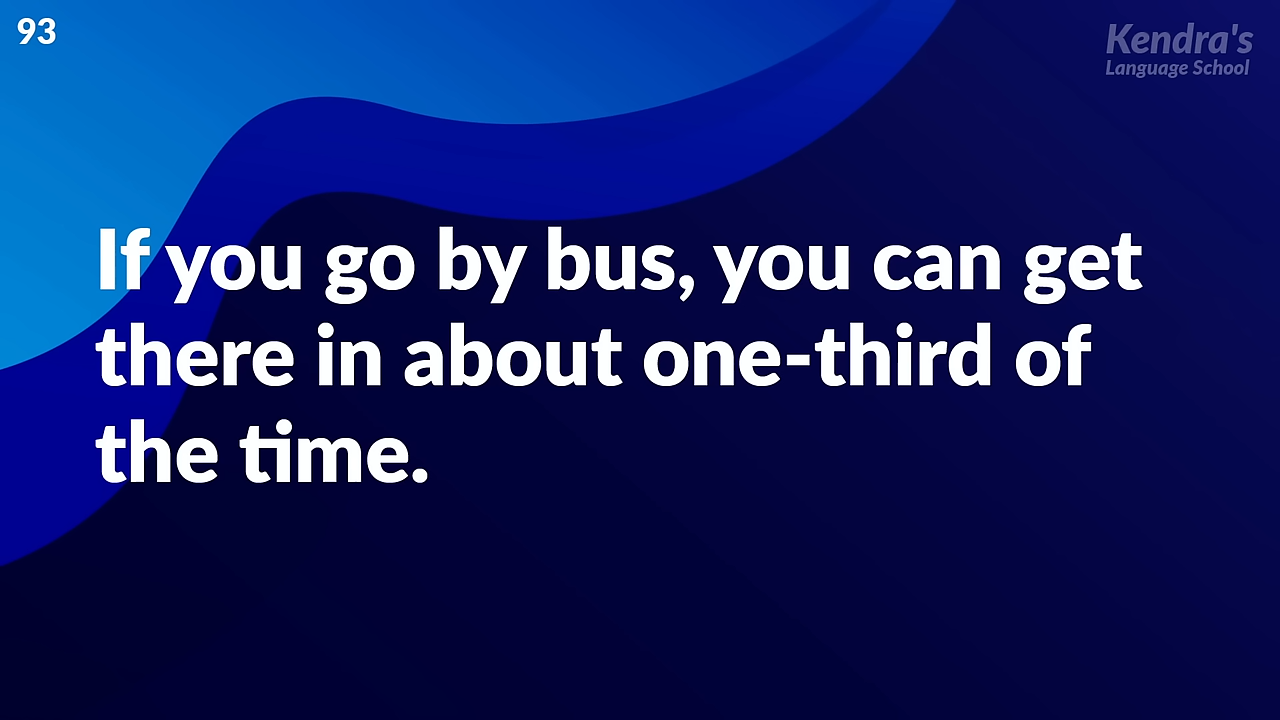 93
Kendra's
Language School
If you go by bus, you can get
there in about one-third of
the time.